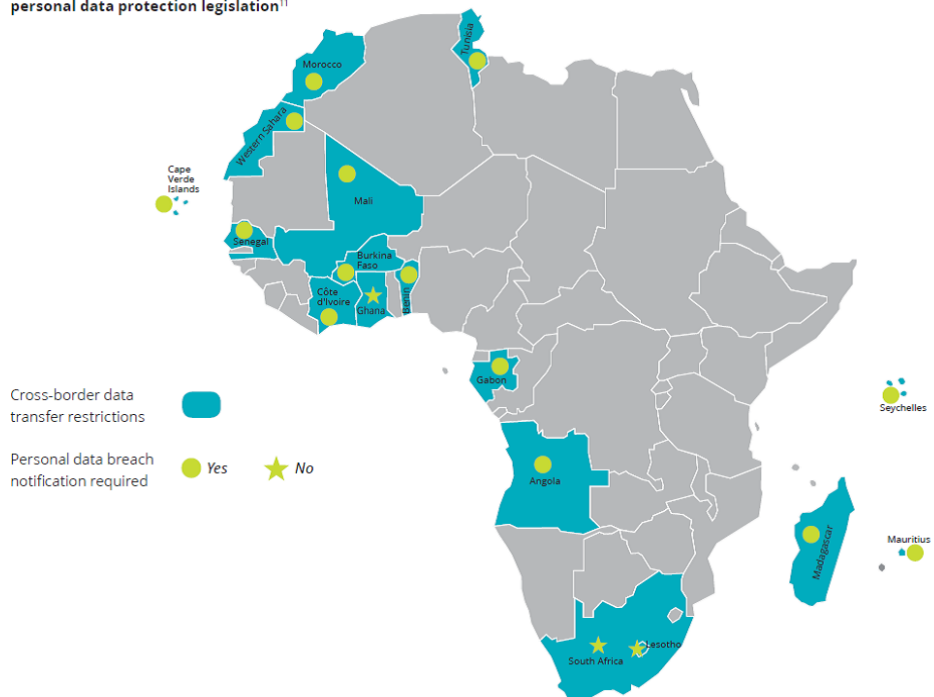 personal data protection legislation¹¹
Tunisia
Morocco
Western Sahara
Cape
Verde
Islands
Mali
Senegal
Burkina
Faso
Côte
d'Ivoire
Ghana
Benin
Gabon
Cross-border data
transfer restrictions
Seychelles
Personal data breach
notification required
Yes
No
Angola
Mauritius
Madagascar
Lesotho
South Africa